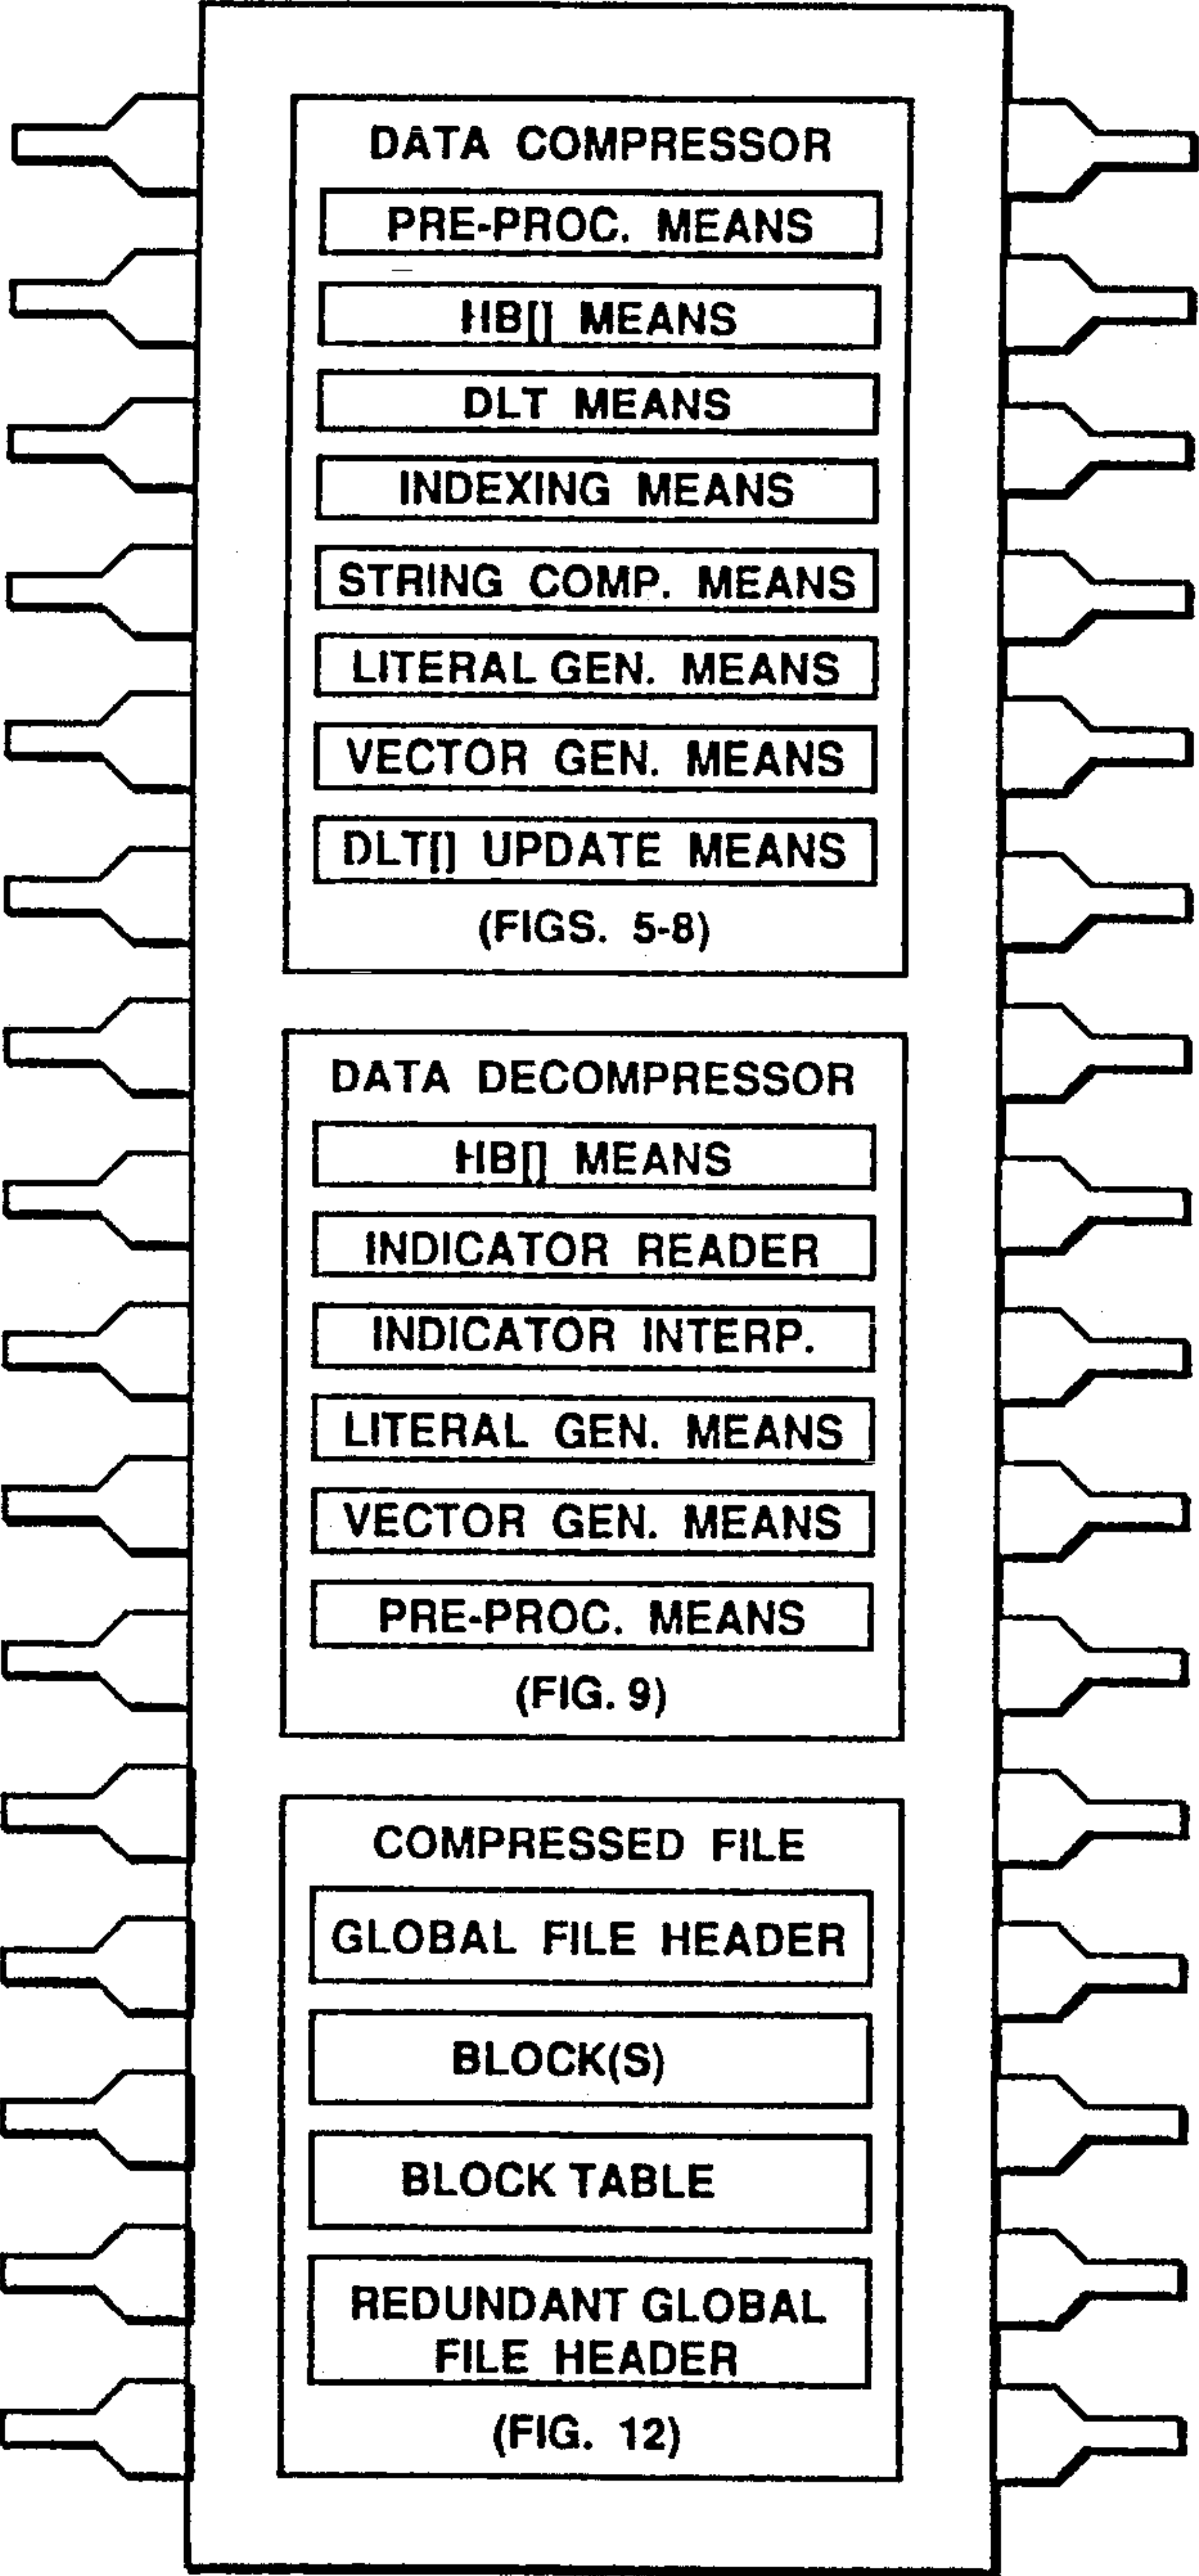 DATA COMPRESSOR
PRE-PROC. MEANS
HB[] MEANS
DLT MEANS
INDEXING MEANS
STRING COMP. MEANS
LITERAL GEN. MEANS
VECTOR GEN. MEANS
DLT[] UPDATE MEANS
(FIGS. 5-8)
DATA DECOMPRESSOR
HB[] MEANS
INDICATOR READER
INDICATOR INTERP.
LITERAL GEN. MEANS
VECTOR GEN. MEANS
PRE-PROC. MEANS
(FIG. 9)
COMPRESSED FILE
GLOBAL FILE HEADER
BLOCK(S)
BLOCK TABLE
REDUNDANT GLOBAL
FILE HEADER
(FIG. 12)